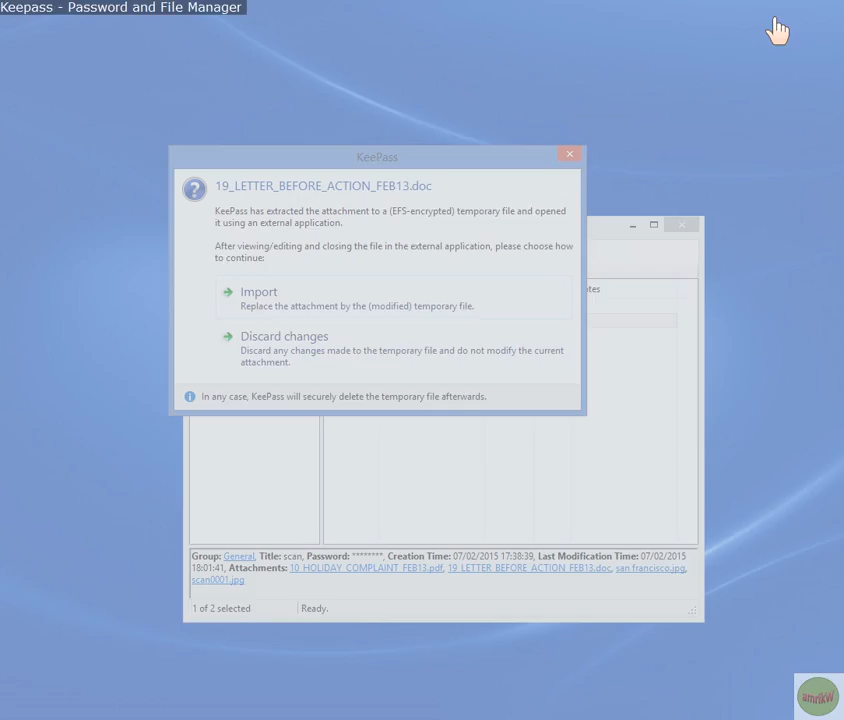 Keepass - Password and File Manager
KeePass
19_LETTER_BEFORE_ACTION_FEB13.doc
KeePass has extracted the attachment to a (EFS-encrypted) temporary file and opened
it using an external application.
After viewing/editing and closing the file in the external application, please choose how
to continue:
Import
Replace the attachment by the (modified) temporary file.
Discard changes
Discard any changes made to the temporary file and do not modify the current
attachment.
In any case, KeePass will securely delete the temporary file afterwards.
Group: General, Title: scan, Password: ********, Creation Time: 07/02/2015 17:38:39, Last Modification Time: 07/02/2015
18:01:41, Attachments: 10_HOLIDAY_COMPLAINT_FEB13.pdf, 19_LETTER_BEFORE_ACTION_FEB13.doc, san francisco.jpg,
scan0001.jpg
1 of 2 selected
Ready.
amrikW